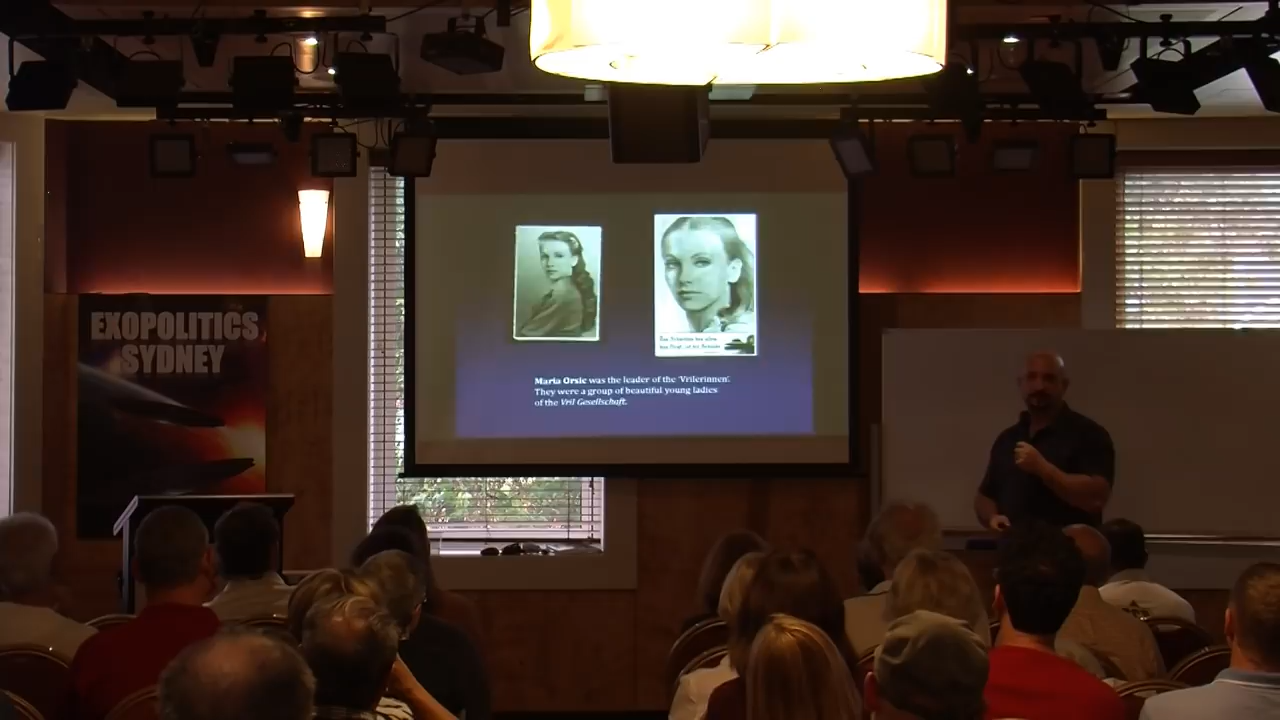 EXOPOLITICS
SYDNEY
Maria Orsic was the leader of the 'Vrilerinnen'.
They were a group of beautiful young ladies
of the Vril Gesellschaft.